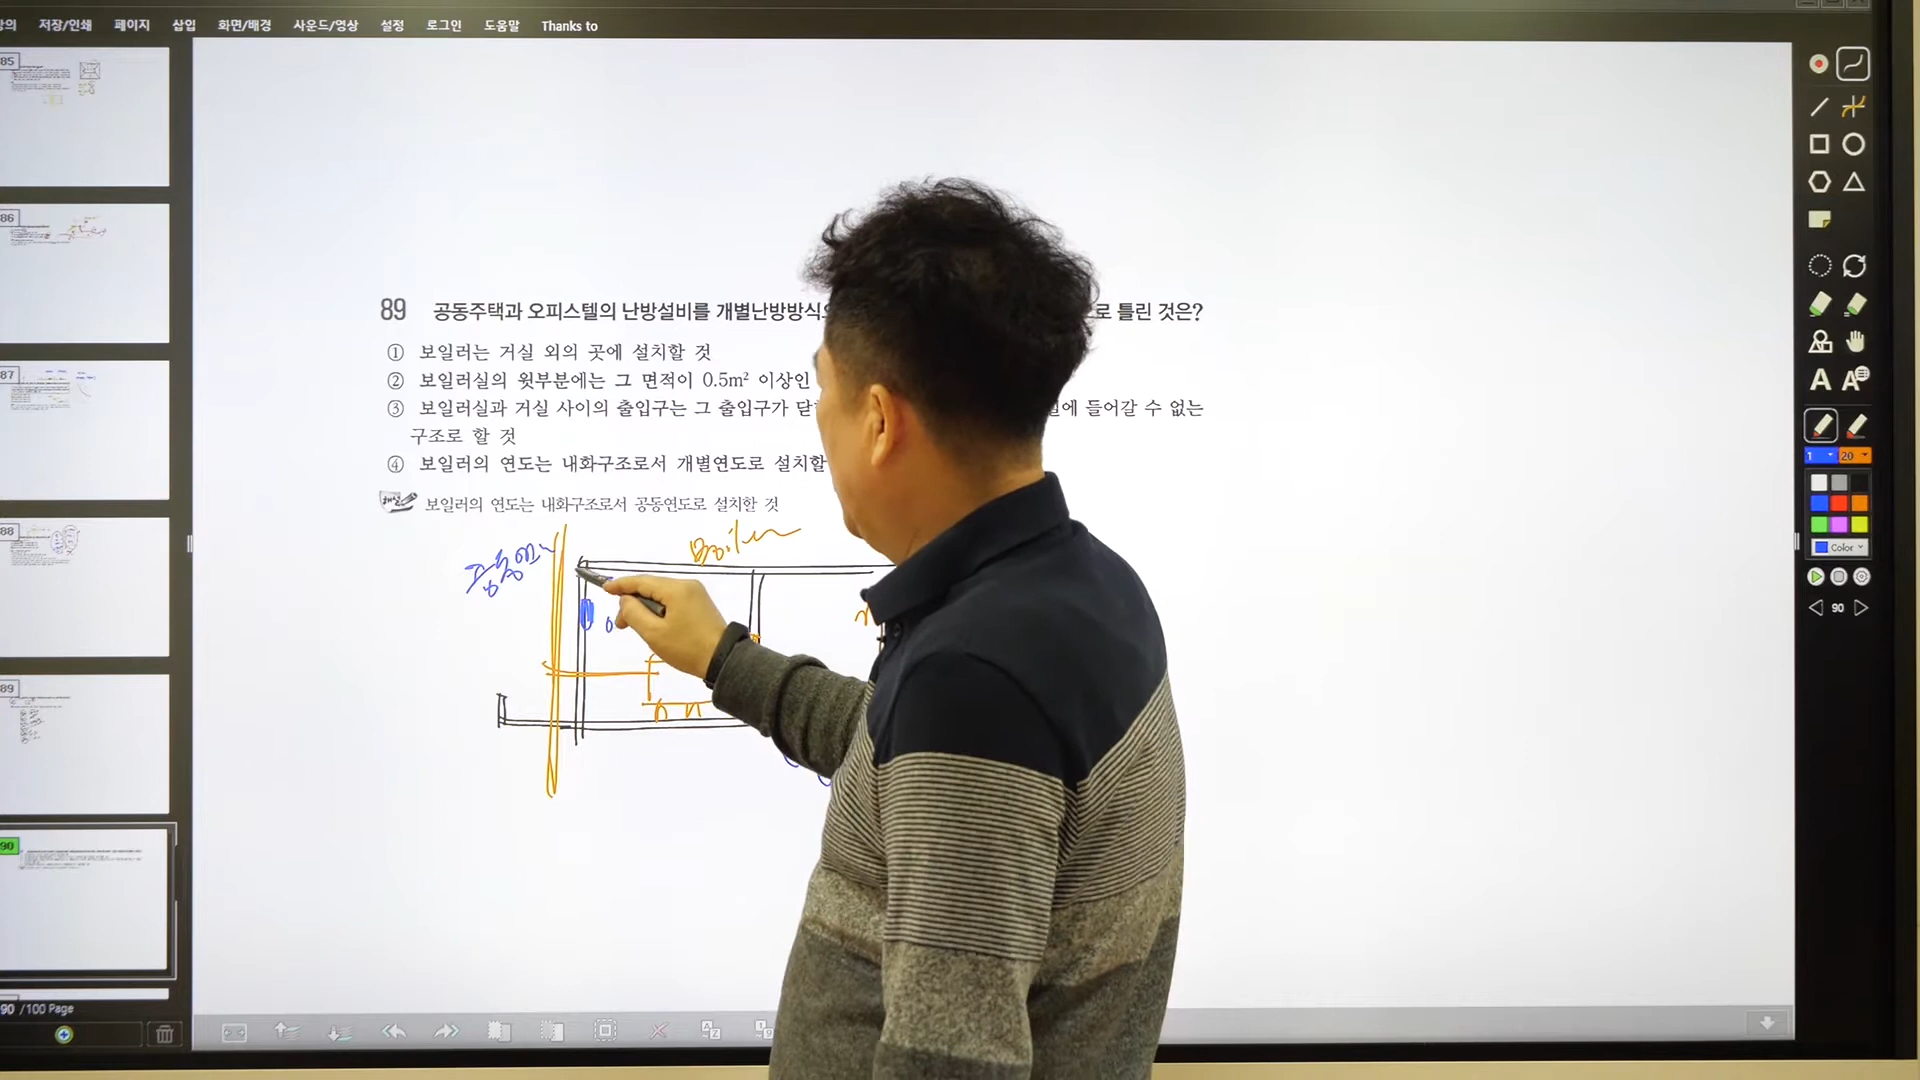 저장/인쇄 페이지 삽입 화면/배경 사운드/영상 설정 로그인 도움말 Thanks to
85
86
87
88
89
90
90 /100 Page
89 공동주택과 오피스텔의 난방설비를 개별난방방식으 로 틀린 것은?
① 보일러는 거실 외의 곳에 설치할 것
② 보일러실의 윗부분에는 그 면적이 0.5m² 이상인
③ 보일러실과 거실 사이의 출입구는 그 출입구가 닫 에 들어갈 수 없는
구조로 할 것
④ 보일러의 연도는 내화구조로서 개별연도로 설치할
해설 보일러의 연도는 내화구조로서 공동연도로 설치할 것
공동연도
Boiler
1 20
Color
90